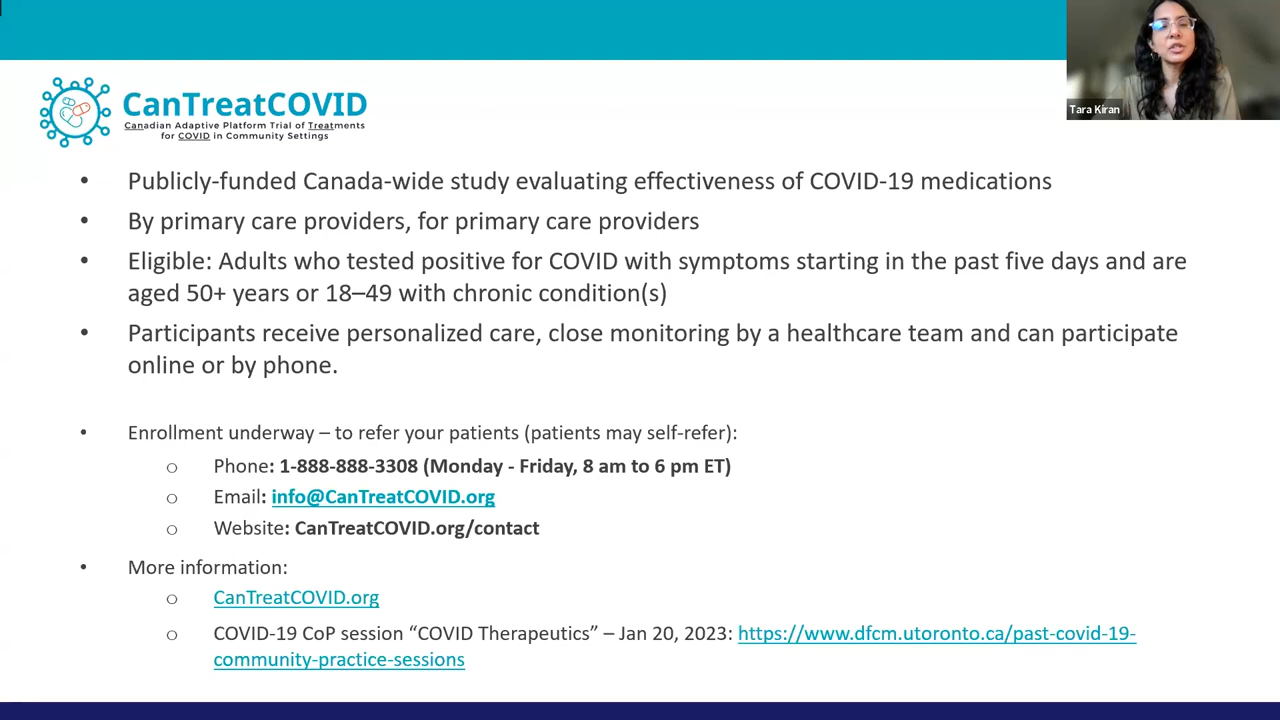 Tara Kiran
CanTreatCOVID
Canadian Adaptive Platform Trial of Treatments
for COVID in Community Settings
• Publicly-funded Canada-wide study evaluating effectiveness of COVID-19 medications
• By primary care providers, for primary care providers
• Eligible: Adults who tested positive for COVID with symptoms starting in the past five days and are
aged 50+ years or 18–49 with chronic condition(s)
• Participants receive personalized care, close monitoring by a healthcare team and can participate
online or by phone.
• Enrollment underway – to refer your patients (patients may self-refer):
o Phone: 1-888-888-3308 (Monday - Friday, 8 am to 6 pm ET)
o Email: info@CanTreatCOVID.org
o Website: CanTreatCOVID.org/contact
• More information:
o CanTreatCOVID.org
o COVID-19 CoP session “COVID Therapeutics” – Jan 20, 2023: https://www.dfcm.utoronto.ca/past-covid-19-
community-practice-sessions